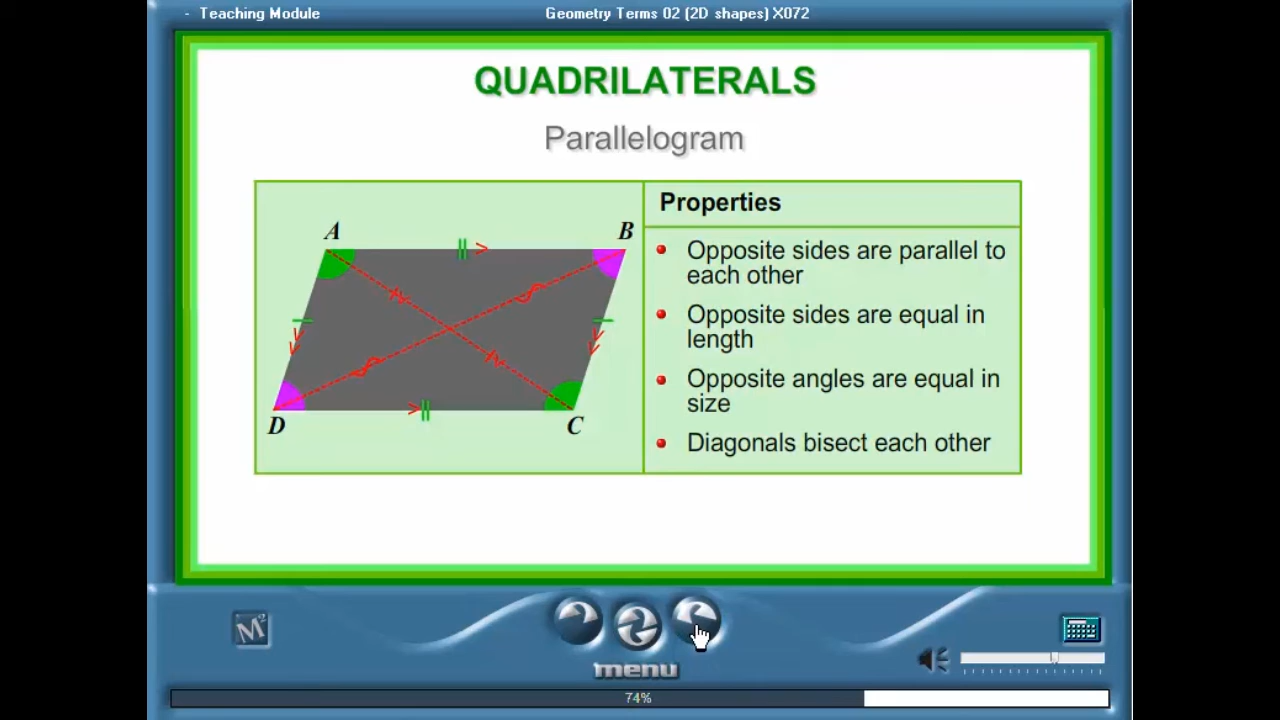 - Teaching Module
Geometry Terms 02 (2D shapes) X072
QUADRILATERALS
Parallelogram
A
B
D
C
Properties
Opposite sides are parallel to
each other
Opposite sides are equal in
length
Opposite angles are equal in
size
Diagonals bisect each other
M²
menu
74%